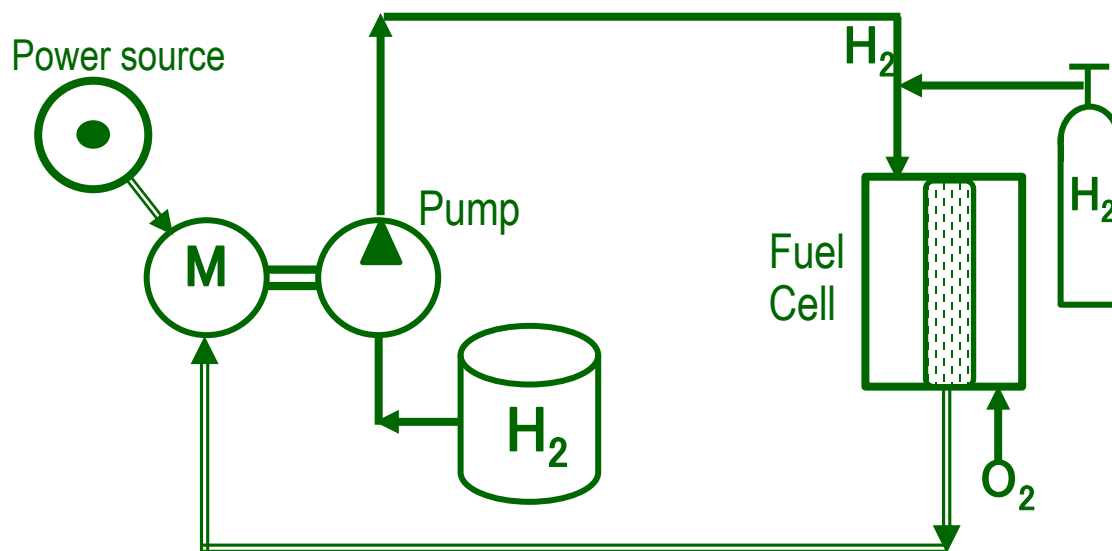 Power source
H₂
M
Pump
H₂
Fuel
Cell
H₂
O₂